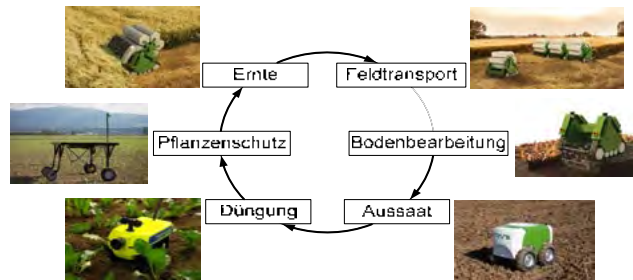 Ernte
Feldtransport
Pflanzenschutz
Bodenbearbeitung
Düngung
Aussaat